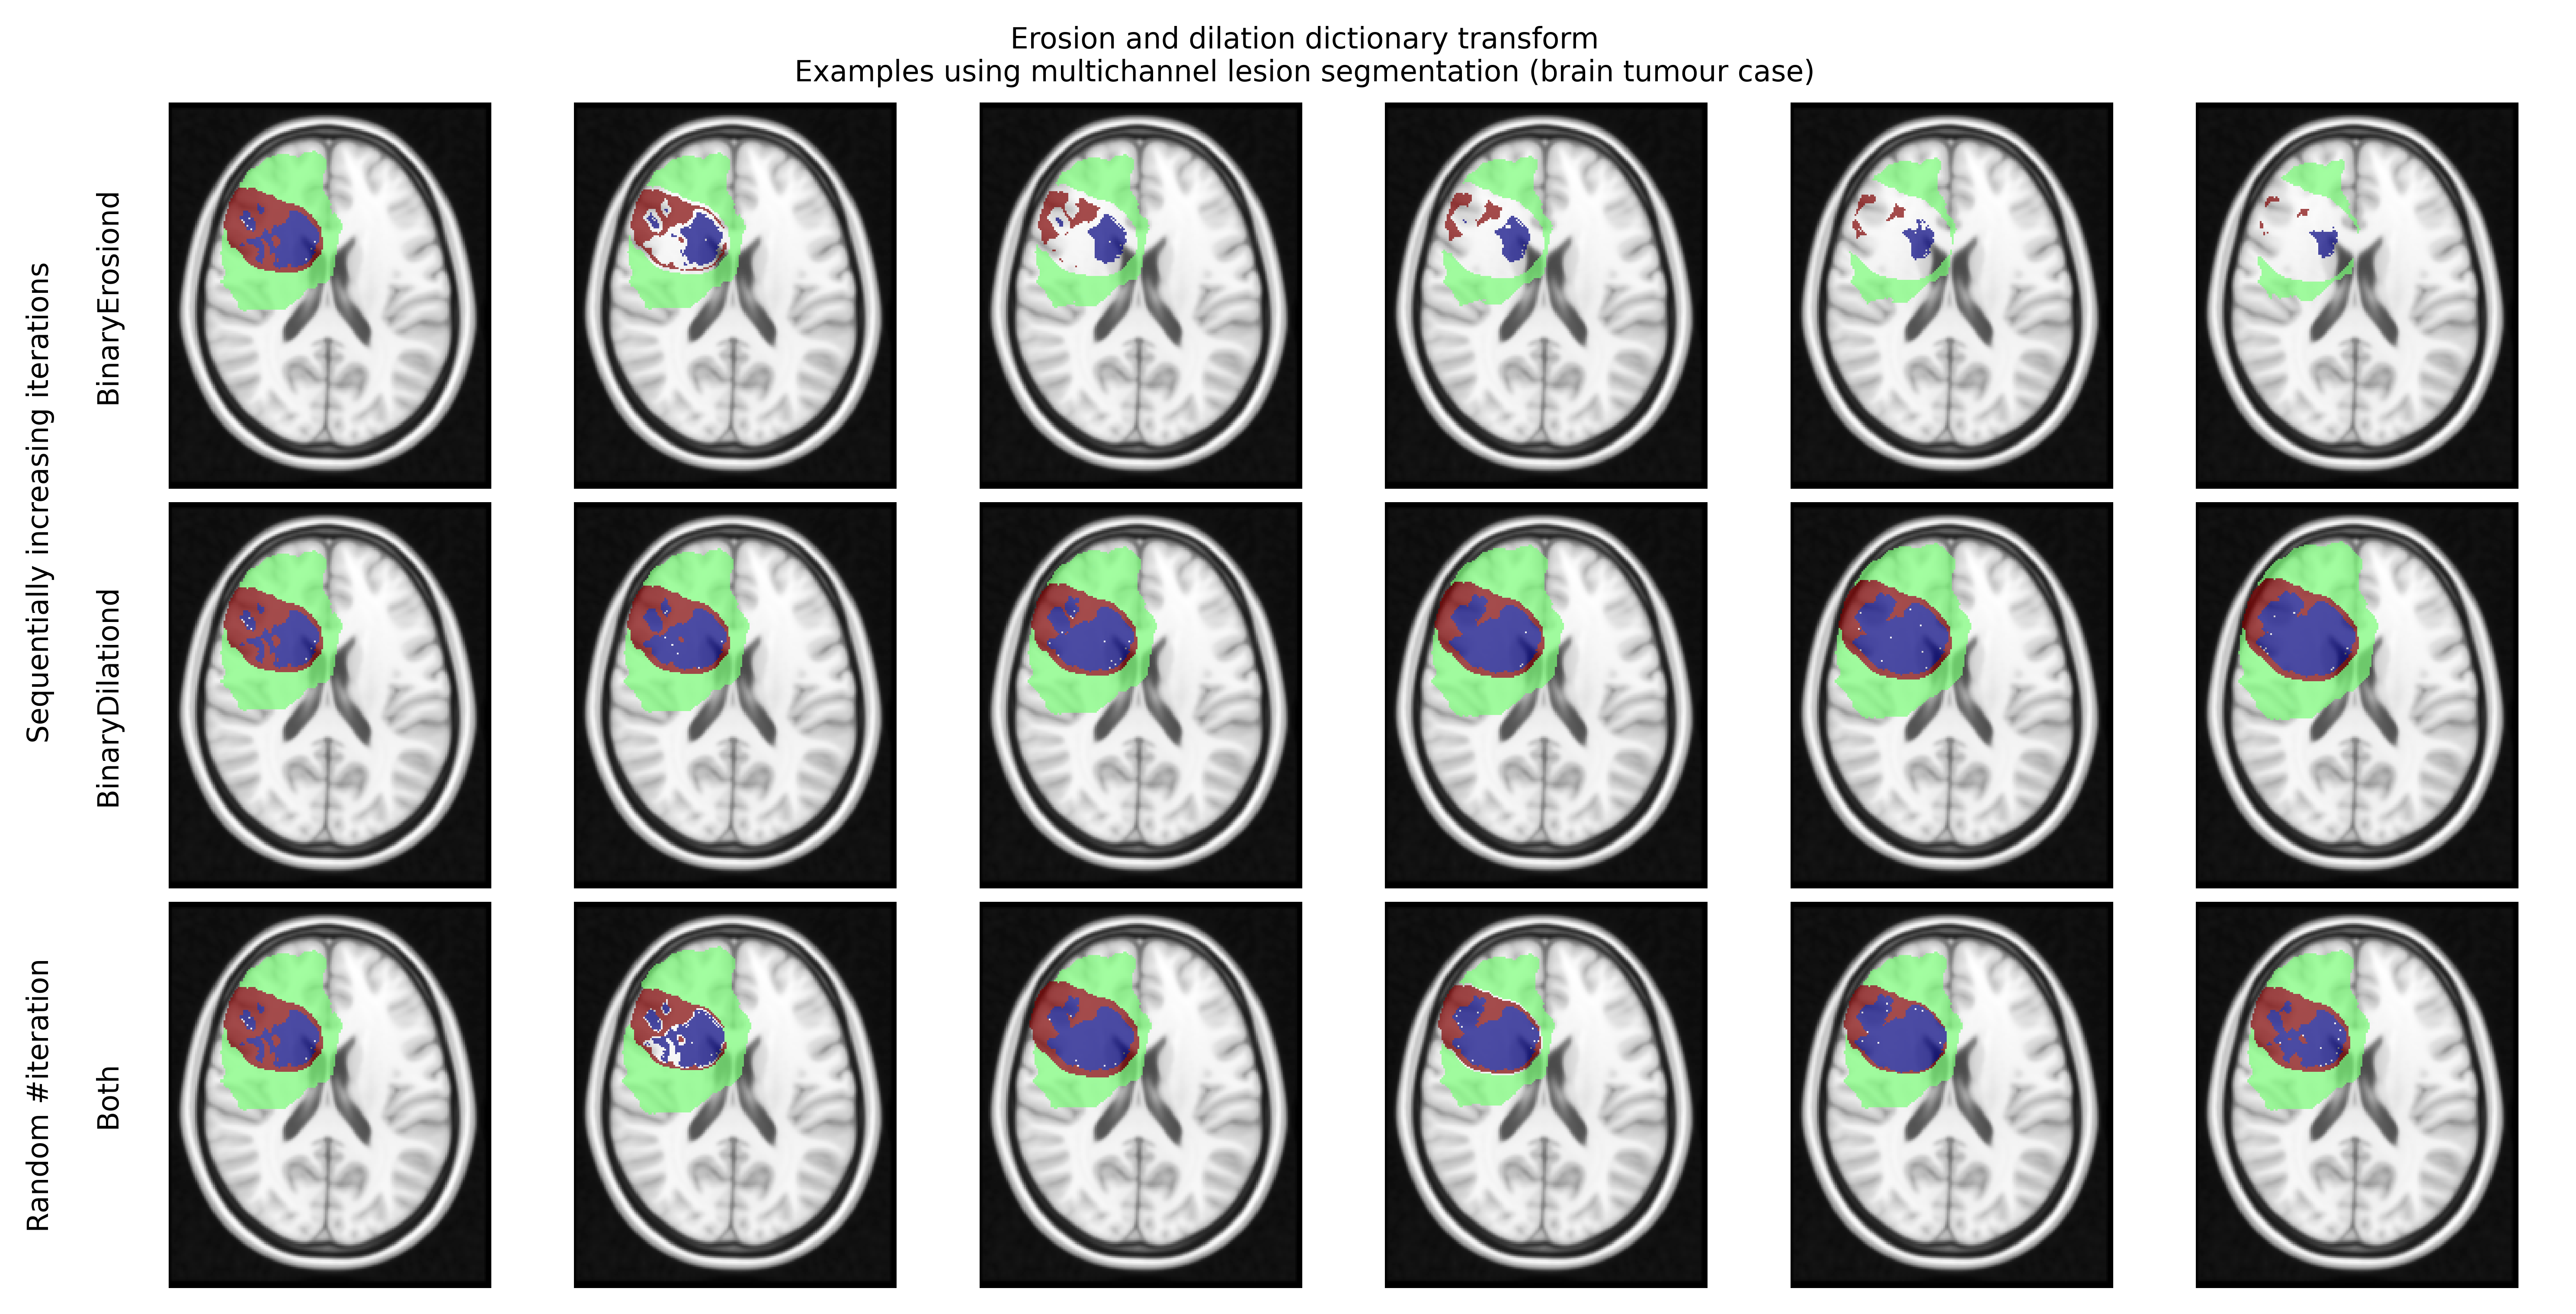 Erosion and dilation dictionary transform
Examples using multichannel lesion segmentation (brain tumour case)
Sequentially increasing iterations
BinaryErosiond
BinaryDilationd
Random #iteration
Both